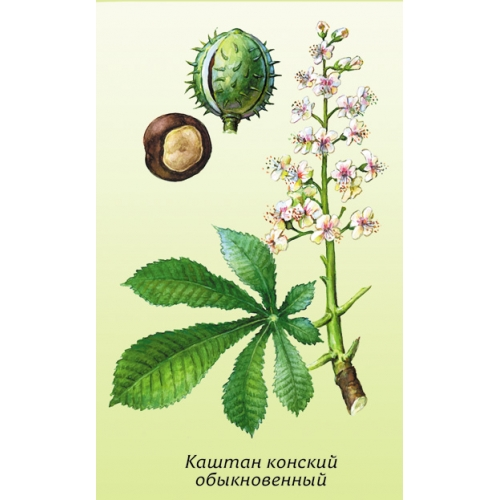 Каштан конский
обыкновенный